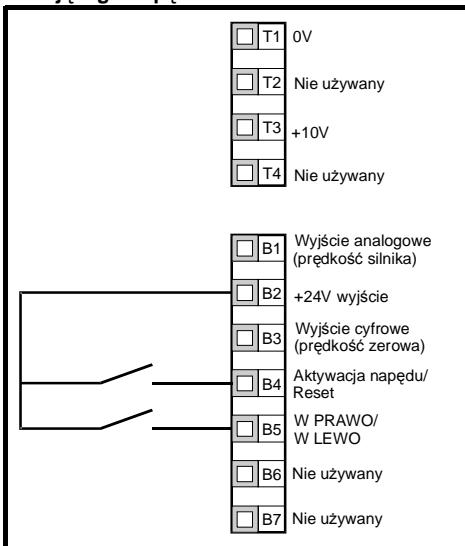 T1 0V
T2 Nie używany
T3 +10V
T4 Nie używany
B1 Wyjście analogowe
(prędkość silnika)
B2 +24V wyjście
B3 Wyjście cyfrowe
(prędkość zerowa)
B4 Aktywacja napędu/
Reset
B5 W PRAWO/
W LEWO
B6 Nie używany
B7 Nie używany